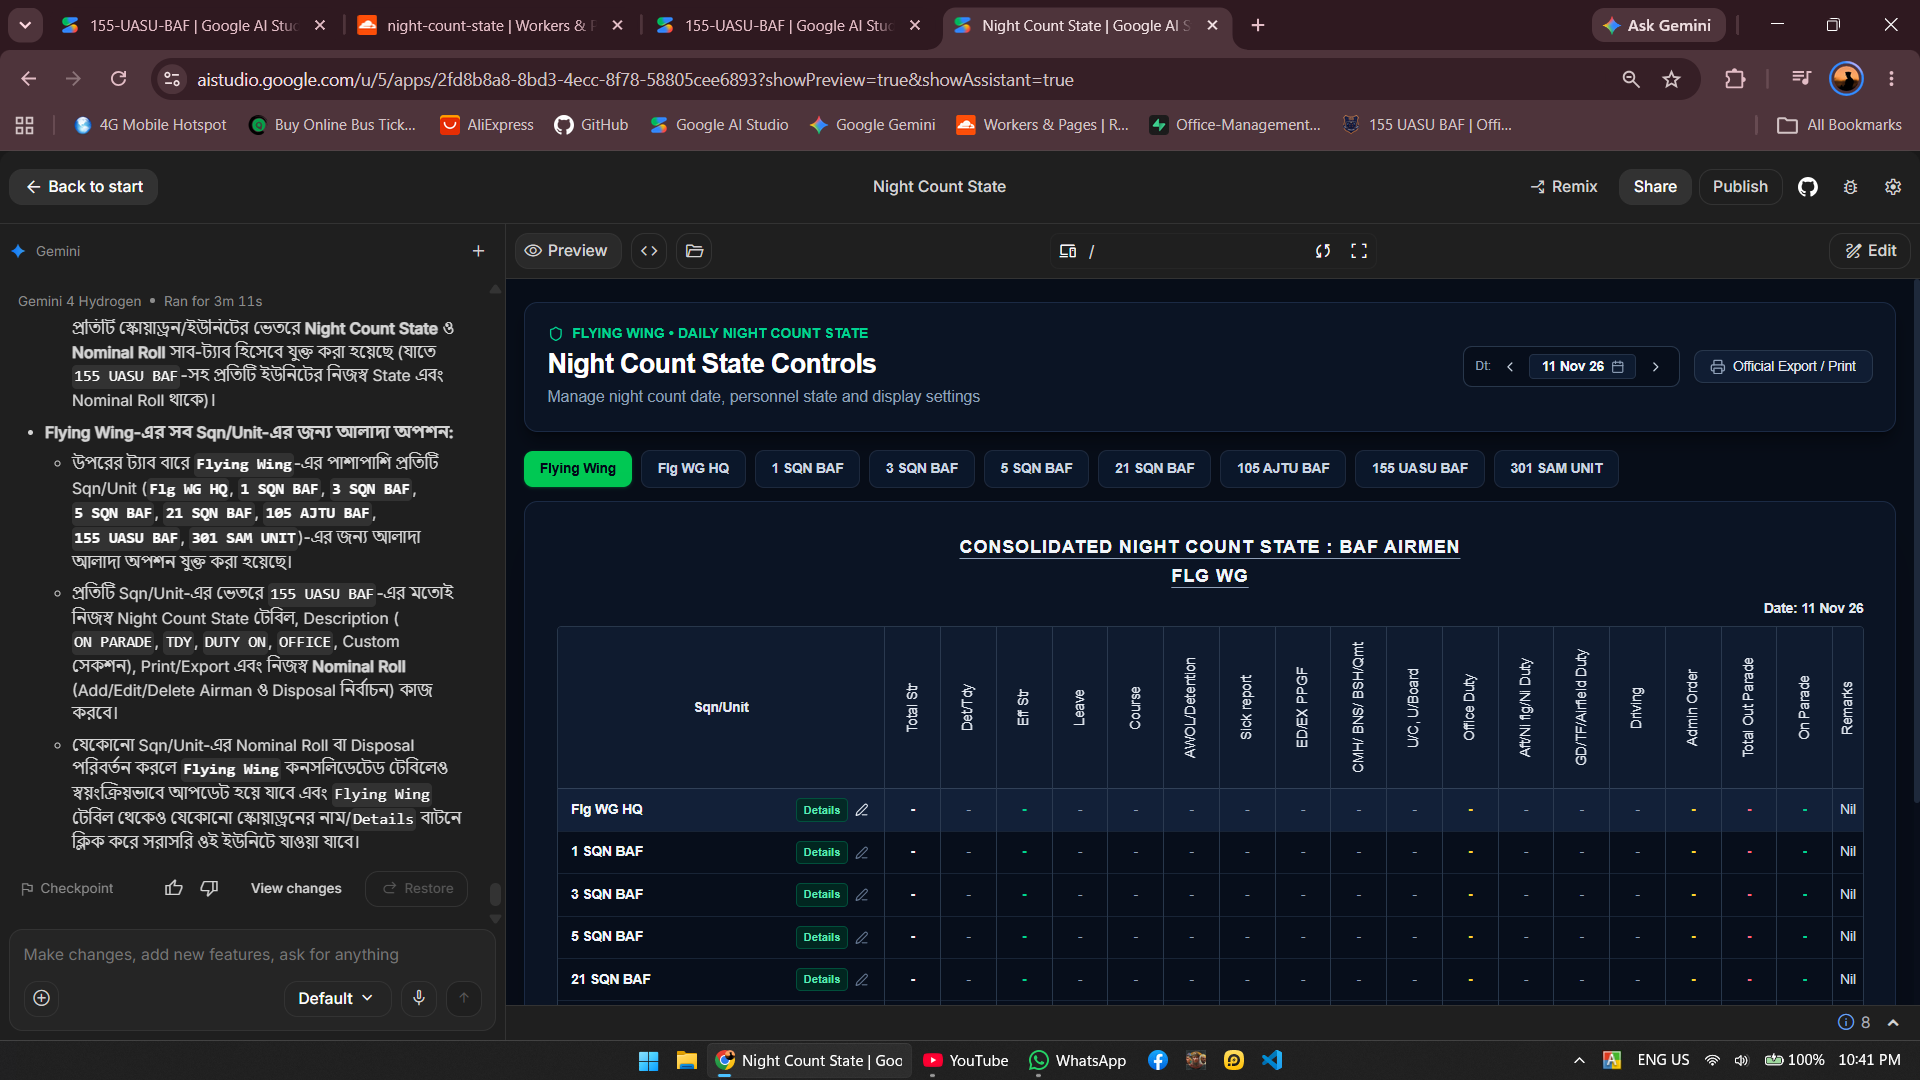 155-UASU-BAF | Google AI Stuc
night-count-state | Workers & P
155-UASU-BAF | Google AI Stuc
Night Count State | Google AI S
Ask Gemini
aistudio.google.com/u/5/apps/2fd8b8a8-8bd3-4ecc-8f78-58805cee6893?showPreview=true&showAssistant=true
4G Mobile Hotspot
Buy Online Bus Tick...
AliExpress
GitHub
Google AI Studio
Google Gemini
Workers & Pages | R...
Office-Management...
155 UASU BAF | Offi...
All Bookmarks
Back to start
Night Count State
Remix
Share
Publish
Gemini
Preview
/
Edit
Gemini 4 Hydrogen • Ran for 3m 11s
প্রতিটি স্কোয়াড্রন/ইউনিটের ভেতরে Night Count State ও
Nominal Roll সাব-ট্যাব হিসেবে যুক্ত করা হয়েছে (যাতে
155 UASU BAF-সহ প্রতিটি ইউনিটের নিজস্ব State এবং
Nominal Roll থাকে)।
• Flying Wing-এর সব Sqn/Unit-এর জন্য আলাদা অপশন:
উপরের ট্যাব বারে Flying Wing-এর পাশাপাশি প্রতিটি
Sqn/Unit (Flg WG HQ, 1 SQN BAF, 3 SQN BAF,
5 SQN BAF, 21 SQN BAF, 105 AJTU BAF,
155 UASU BAF, 301 SAM UNIT)-এর জন্য আলাদা
আলাদা অপশন যুক্ত করা হয়েছে।
প্রতিটি Sqn/Unit-এর ভেতরে 155 UASU BAF-এর মতোই
নিজস্ব Night Count State টেবিল, Description (
ON PARADE, TDY, DUTY ON, OFFICE, Custom
সেকশন), Print/Export এবং নিজস্ব Nominal Roll
(Add/Edit/Delete Airman ও Disposal নির্বাচন) কাজ
করবে।
যেকোনো Sqn/Unit-এর Nominal Roll বা Disposal
পরিবর্তন করলে Flying Wing কনসলিডেটেড টেবিলেও
স্বয়ংক্রিয়ভাবে আপডেট হয়ে যাবে এবং Flying Wing
টেবিল থেকেও যেকোনো স্কোয়াড্রনের নাম/Details বাটনে
ক্লিক করে সরাসরি ওই ইউনিটে যাওয়া যাবে।
Checkpoint
View changes
Restore
Make changes, add new features, ask for anything
Default
FLYING WING • DAILY NIGHT COUNT STATE
Night Count State Controls
Manage night count date, personnel state and display settings
Dt:
11 Nov 26
Official Export / Print
Flying Wing
Flg WG HQ
1 SQN BAF
3 SQN BAF
5 SQN BAF
21 SQN BAF
105 AJTU BAF
155 UASU BAF
301 SAM UNIT
CONSOLIDATED NIGHT COUNT STATE : BAF AIRMEN
FLG WG
Date: 11 Nov 26
Sqn/Unit
Total Str
Det/Tdy
Eff Str
Leave
Course
AWOL/Detention
Sick report
ED/EX PPGF
CMH/ BNS/ BSH/Qmt
U/C, U/Board
Office Duty
Aft/Ni flg/Ni Duty
GD/TF/Airfield Duty
Driving
Admin Order
Total Out Parade
On Parade
Remarks
Flg WG HQ Details - - - - - - - - - - - - - - - - - Nil
1 SQN BAF Details - - - - - - - - - - - - - - - - - Nil
3 SQN BAF Details - - - - - - - - - - - - - - - - - Nil
5 SQN BAF Details - - - - - - - - - - - - - - - - - Nil
21 SQN BAF Details - - - - - - - - - - - - - - - - - Nil
8
Night Count State | Goo
YouTube
WhatsApp
ENG US
100%
10:41 PM